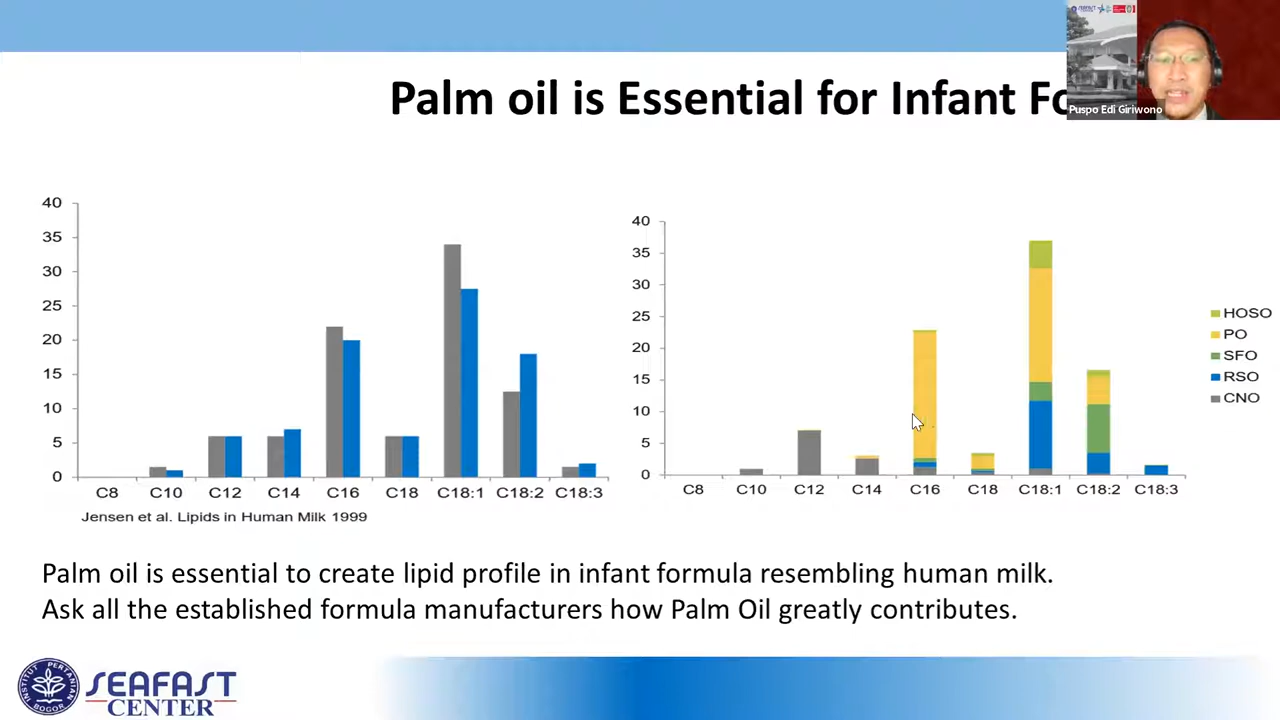 Palm oil is Essential for Infant Fo
Puspo Edi Giriwono
SEAFAST
40
35
30
25
20
15
10
5
0
C8 C10 C12 C14 C16 C18 C18:1 C18:2 C18:3
Jensen et al. Lipids in Human Milk 1999
40
35
30
25
20
15
10
5
0
C8 C10 C12 C14 C16 C18 C18:1 C18:2 C18:3
HOSO
PO
SFO
RSO
CNO
Palm oil is essential to create lipid profile in infant formula resembling human milk.
Ask all the established formula manufacturers how Palm Oil greatly contributes.
INSTITUT PERTANIAN
BOGOR
SEAFAST
CENTER